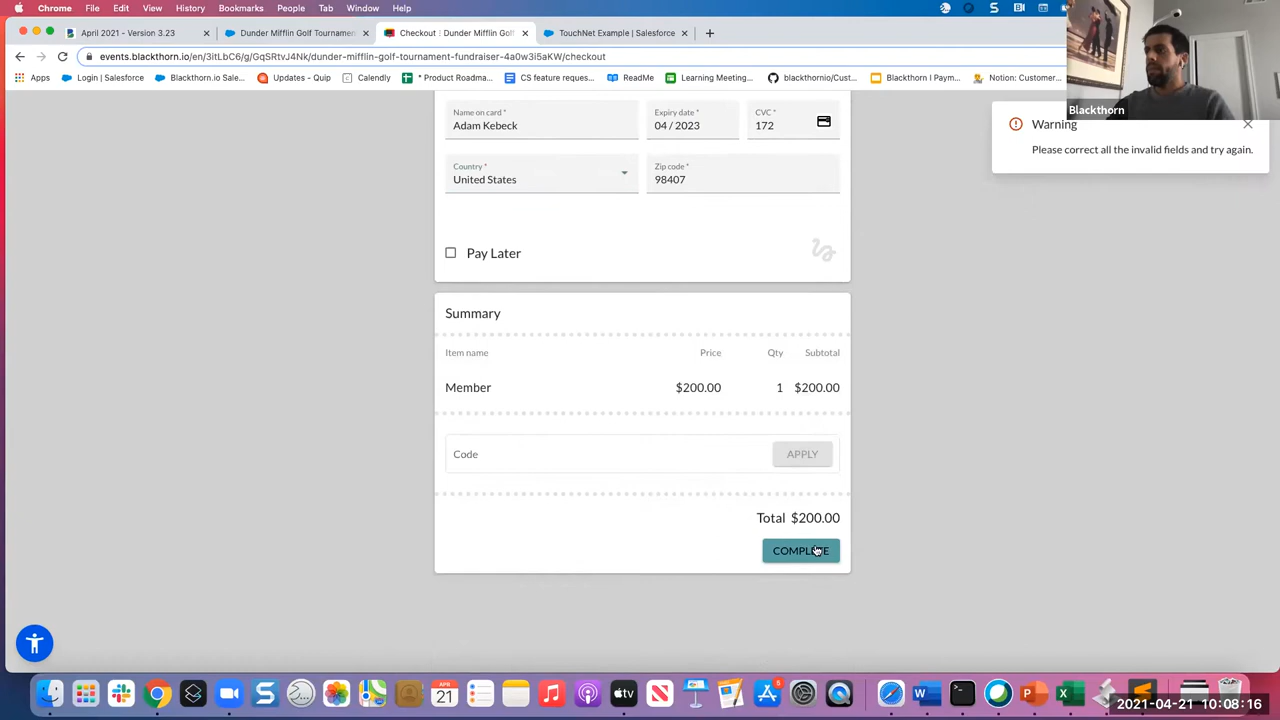 Chrome File Edit View History Bookmarks People Tab Window Help
April 2021 - Version 3.23 × Dunder Mifflin Golf Tournamen × Checkout | Dunder Mifflin Golf × TouchNet Example | Salesforce × +
events.blackthorn.io/en/3itLbC6/g/GqSRtvJ4Nk/dunder-mifflin-golf-tournament-fundraiser-4a0w3i5aKW/checkout
Apps Login | Salesforce Blackthorn.io Sale... Updates - Quip Calendly * Product Roadma... CS feature reques... ReadMe Learning Meeting... blackthornio/Cust... Blackthorn | Paym... Notion: Customer...
Blackthorn
Warning
Please correct all the invalid fields and try again.
Name on card * Expiry date * CVC *
Adam Kebeck 04 / 2023 172
Country * Zip code *
United States 98407
Pay Later
Summary
Item name Price Qty Subtotal
Member $200.00 1 $200.00
Code APPLY
Total $200.00
COMPLETE
APR
21
tv
2021-04-21 10:08:16